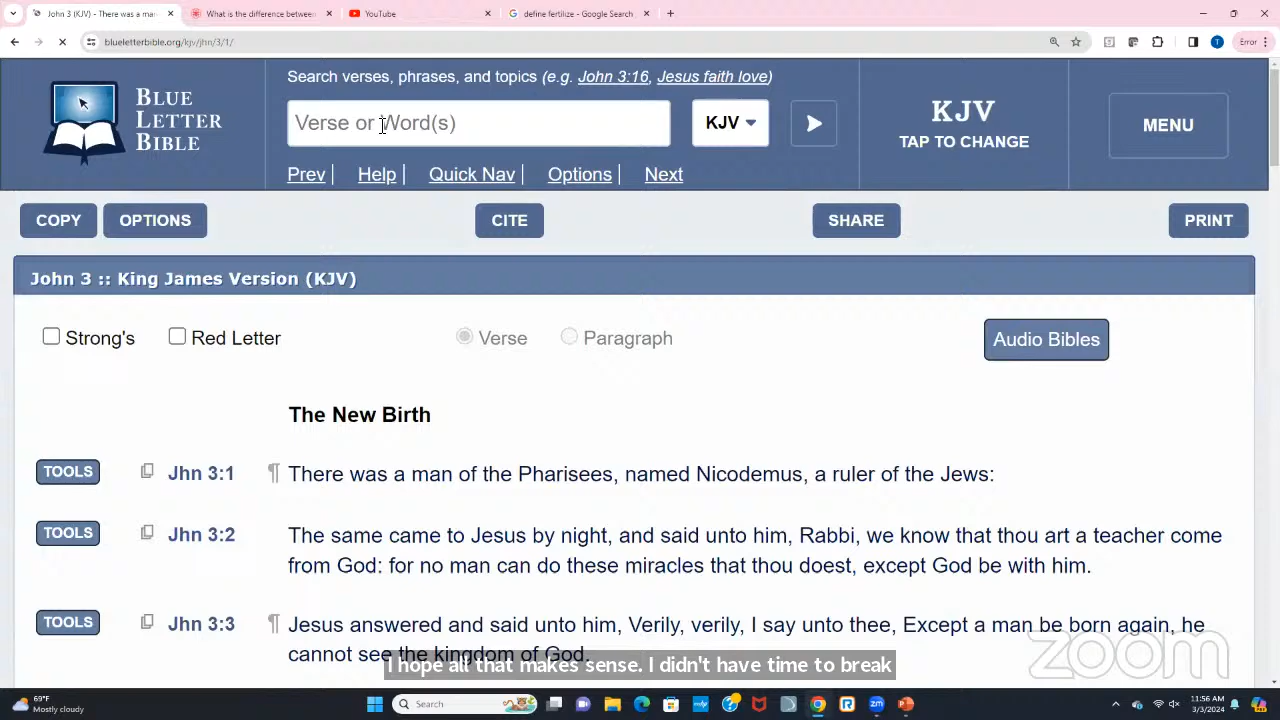 John 3 (KJV) - There was a ma
What is the difference between
YouTube
define fertilize - Google Search
blueletterbible.org/kjv/jhn/3/1/
Error
Search verses, phrases, and topics (e.g. John 3:16, Jesus faith love)
BLUE
LETTER
BIBLE
Verse or Word(s)
KJV
KJV
TAP TO CHANGE
MENU
Prev | Help | Quick Nav | Options | Next
COPY OPTIONS CITE SHARE PRINT
John 3 :: King James Version (KJV)
Strong's Red Letter Verse Paragraph Audio Bibles
The New Birth
TOOLS Jhn 3:1 ¶ There was a man of the Pharisees, named Nicodemus, a ruler of the Jews:
TOOLS Jhn 3:2 The same came to Jesus by night, and said unto him, Rabbi, we know that thou art a teacher come
from God: for no man can do these miracles that thou doest, except God be with him.
TOOLS Jhn 3:3 ¶ Jesus answered and said unto him, Verily, verily, I say unto thee, Except a man be born again, he
cannot see the kingdom of God.
I hope all that makes sense. I didn't have time to break
zoom
69°F
Mostly cloudy
Search
11:56 AM
3/3/2024